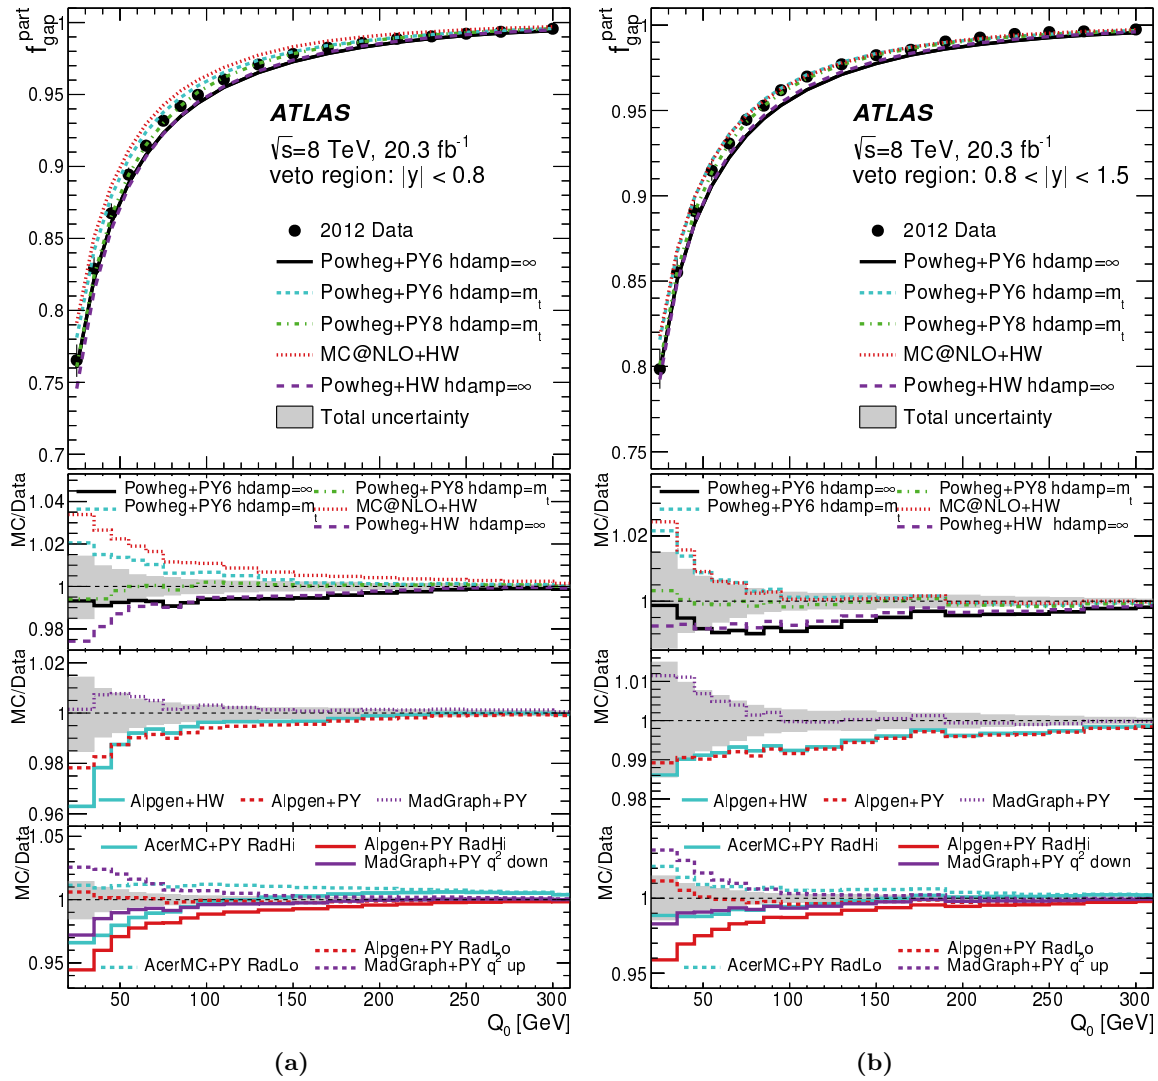 f_gap^part
1
0.95
0.9
0.85
0.8
0.75
0.7
ATLAS
√s=8 TeV, 20.3 fb⁻¹
veto region: |y| < 0.8
2012 Data
Powheg+PY6 hdamp=∞
Powheg+PY6 hdamp=m_t
Powheg+PY8 hdamp=m_t
MC@NLO+HW
Powheg+HW hdamp=∞
Total uncertainty
MC/Data
1.04
1.02
1
0.98
Powheg+PY6 hdamp=∞
Powheg+PY6 hdamp=m_t
Powheg+PY8 hdamp=m_t
MC@NLO+HW
Powheg+HW hdamp=∞
MC/Data
1.02
1
0.98
0.96
Alpgen+HW
Alpgen+PY
MadGraph+PY
MC/Data
1.05
1
0.95
AcerMC+PY RadHi
Alpgen+PY RadHi
MadGraph+PY q² down
AcerMC+PY RadLo
Alpgen+PY RadLo
MadGraph+PY q² up
50 100 150 200 250 300
Q₀ [GeV]
(a)
f_gap^part
1
0.95
0.9
0.85
0.8
0.75
ATLAS
√s=8 TeV, 20.3 fb⁻¹
veto region: 0.8 < |y| < 1.5
2012 Data
Powheg+PY6 hdamp=∞
Powheg+PY6 hdamp=m_t
Powheg+PY8 hdamp=m_t
MC@NLO+HW
Powheg+HW hdamp=∞
Total uncertainty
MC/Data
1.02
1
Powheg+PY6 hdamp=∞
Powheg+PY6 hdamp=m_t
Powheg+PY8 hdamp=m_t
MC@NLO+HW
Powheg+HW hdamp=∞
MC/Data
1.01
1
0.99
0.98
Alpgen+HW
Alpgen+PY
MadGraph+PY
MC/Data
1.05
1
0.95
AcerMC+PY RadHi
Alpgen+PY RadHi
MadGraph+PY q² down
AcerMC+PY RadLo
Alpgen+PY RadLo
MadGraph+PY q² up
50 100 150 200 250 300
Q₀ [GeV]
(b)